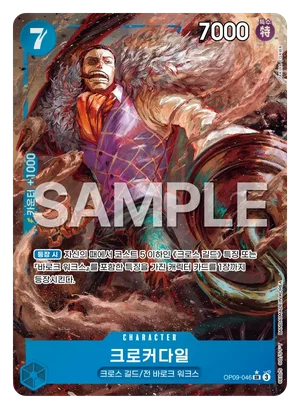 7
7000
특수
特
카운터 +1000
SAMPLE
등장 시 자신의 패에서 코스트 5 이하인 《크로스 길드》 특징 또는
「바로크 워크스」를 포함한 특징을 가진 캐릭터 카드를 1장까지
등장시킨다.
CHARACTER
크로커다일
크로스 길드/전 바로크 워크스
OP09-046 SR
3